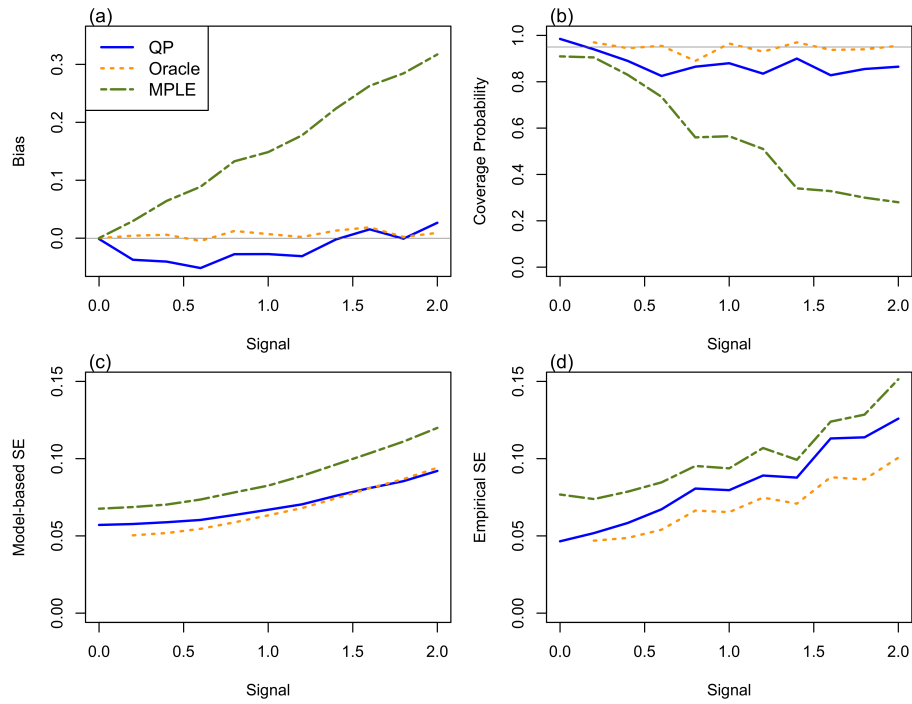 (a)
QP
Oracle
MPLE
Bias
0.0 0.1 0.2 0.3
0.0 0.5 1.0 1.5 2.0
Signal
(b)
Coverage Probability
0.0 0.2 0.4 0.6 0.8 1.0
0.0 0.5 1.0 1.5 2.0
Signal
(c)
Model-based SE
0.00 0.05 0.10 0.15
0.0 0.5 1.0 1.5 2.0
Signal
(d)
Empirical SE
0.00 0.05 0.10 0.15
0.0 0.5 1.0 1.5 2.0
Signal